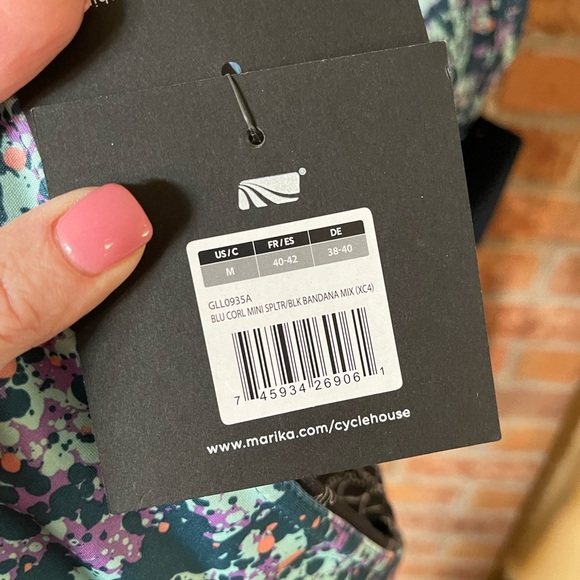 US/C FR/ES DE
M 40-42 38-40
GLL0935A
BLU CORL MINI SPLTR/BLK BANDANA MIX (XC4)
7 45934 26906 1
www.marika.com/cyclehouse